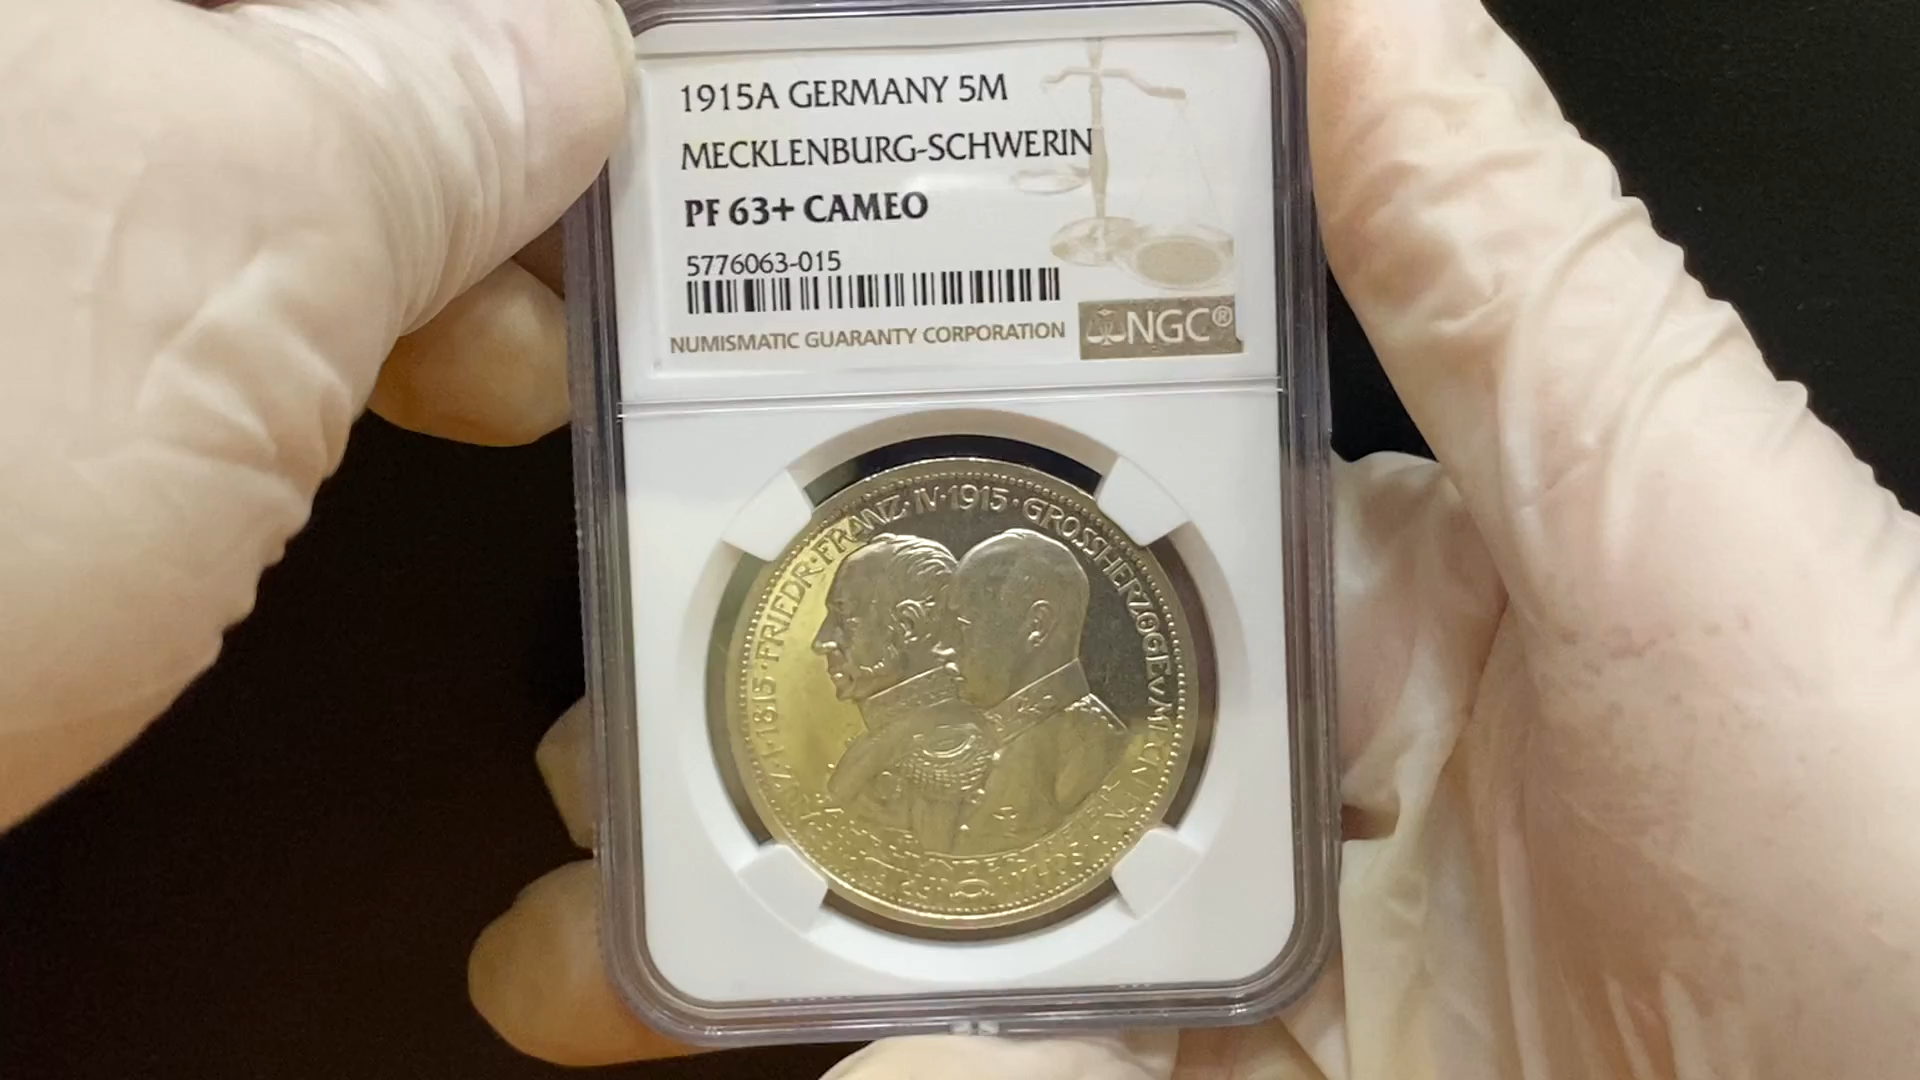 1915A GERMANY 5M
MECKLENBURG-SCHWERIN
PF 63+ CAMEO
5776063-015
NUMISMATIC GUARANTY CORPORATION
NGC®
1815·FRIEDR·FRANZ·IV·1915·GROSSHERZOGE V